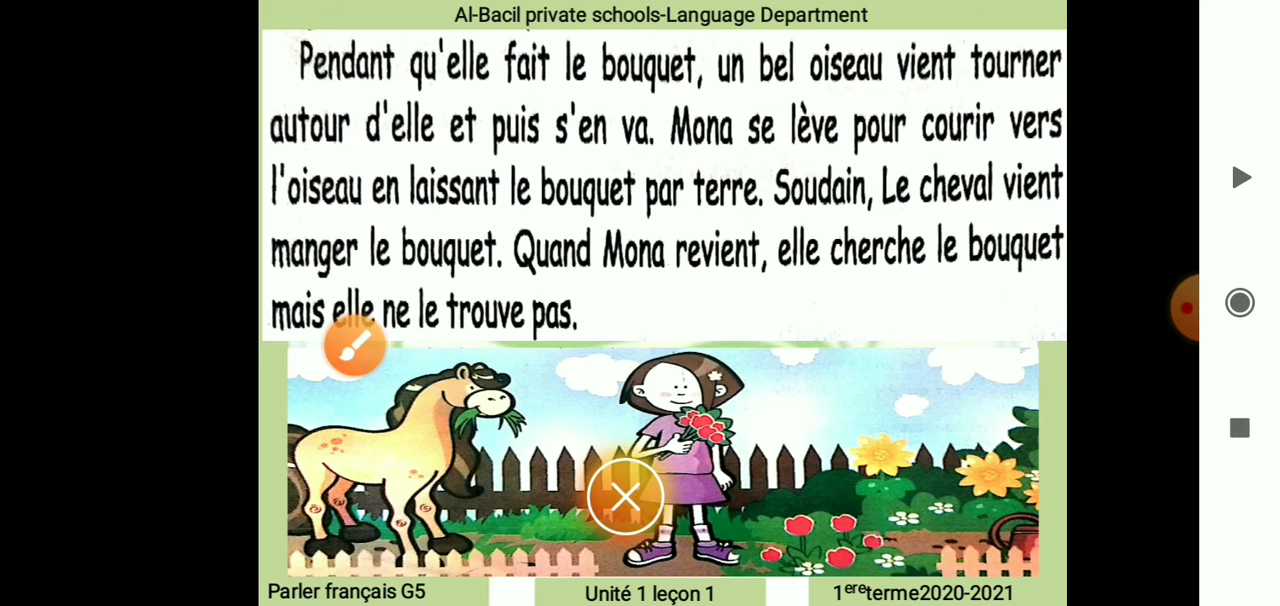 Al-Bacil private schools-Language Department
Pendant qu'elle fait le bouquet, un bel oiseau vient tourner
autour d'elle et puis s'en va. Mona se lève pour courir vers
l'oiseau en laissant le bouquet par terre. Soudain, Le cheval vient
manger le bouquet. Quand Mona revient, elle cherche le bouquet
mais elle ne le trouve pas.
Parler français G5
Unité 1 leçon 1
1ereterme2020-2021